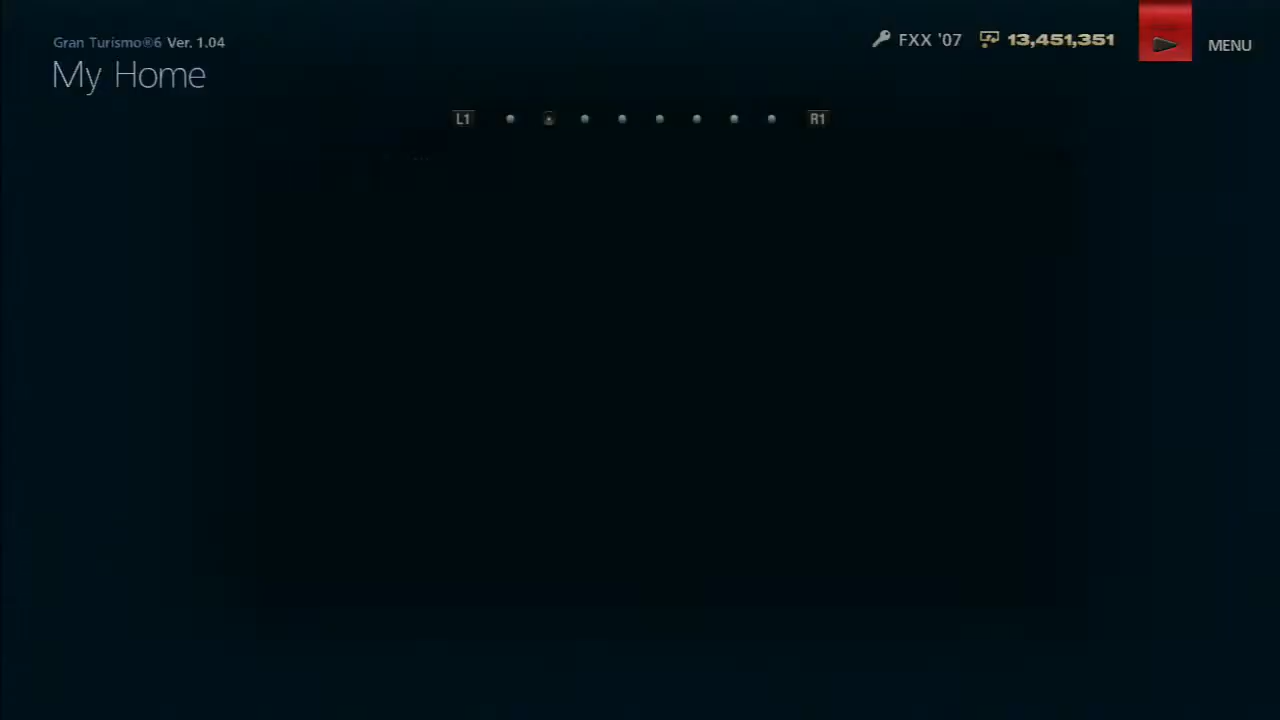 Gran Turismo®6 Ver. 1.04
My Home
FXX '07
13,451,351
MENU
L1
R1